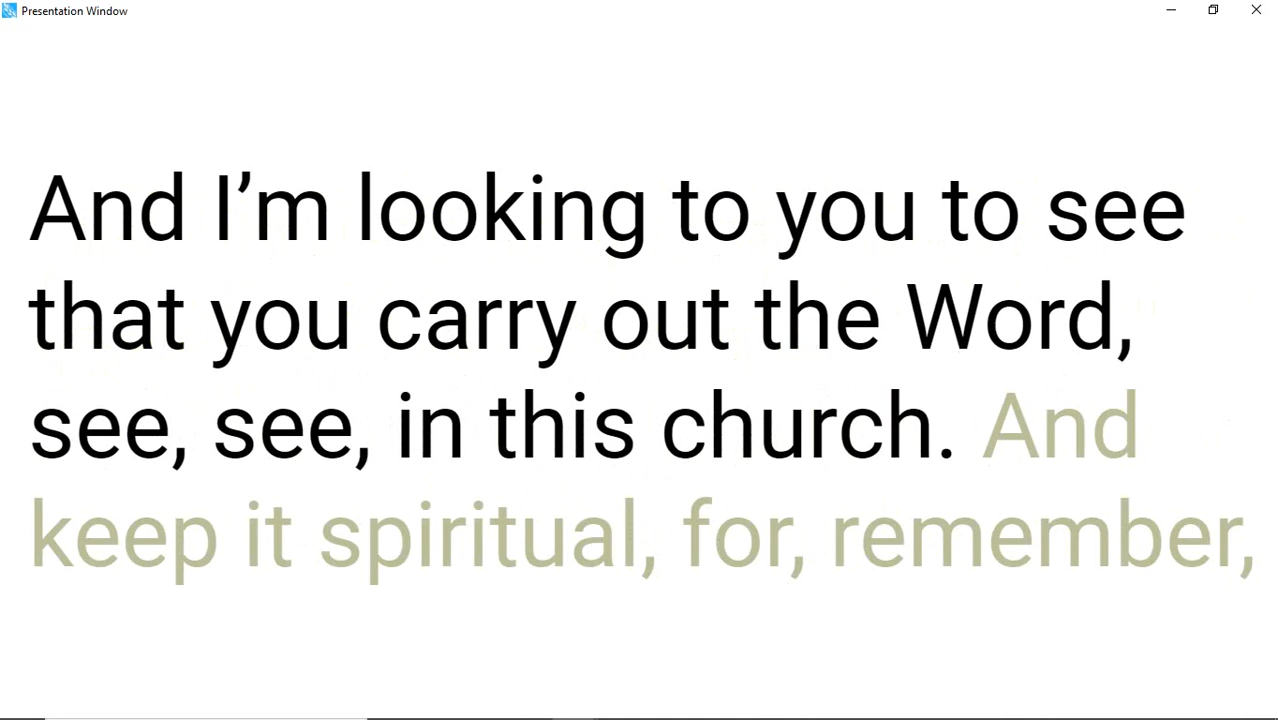 Presentation Window
And I’m looking to you to see
that you carry out the Word,
see, see, in this church. And
keep it spiritual, for, remember,